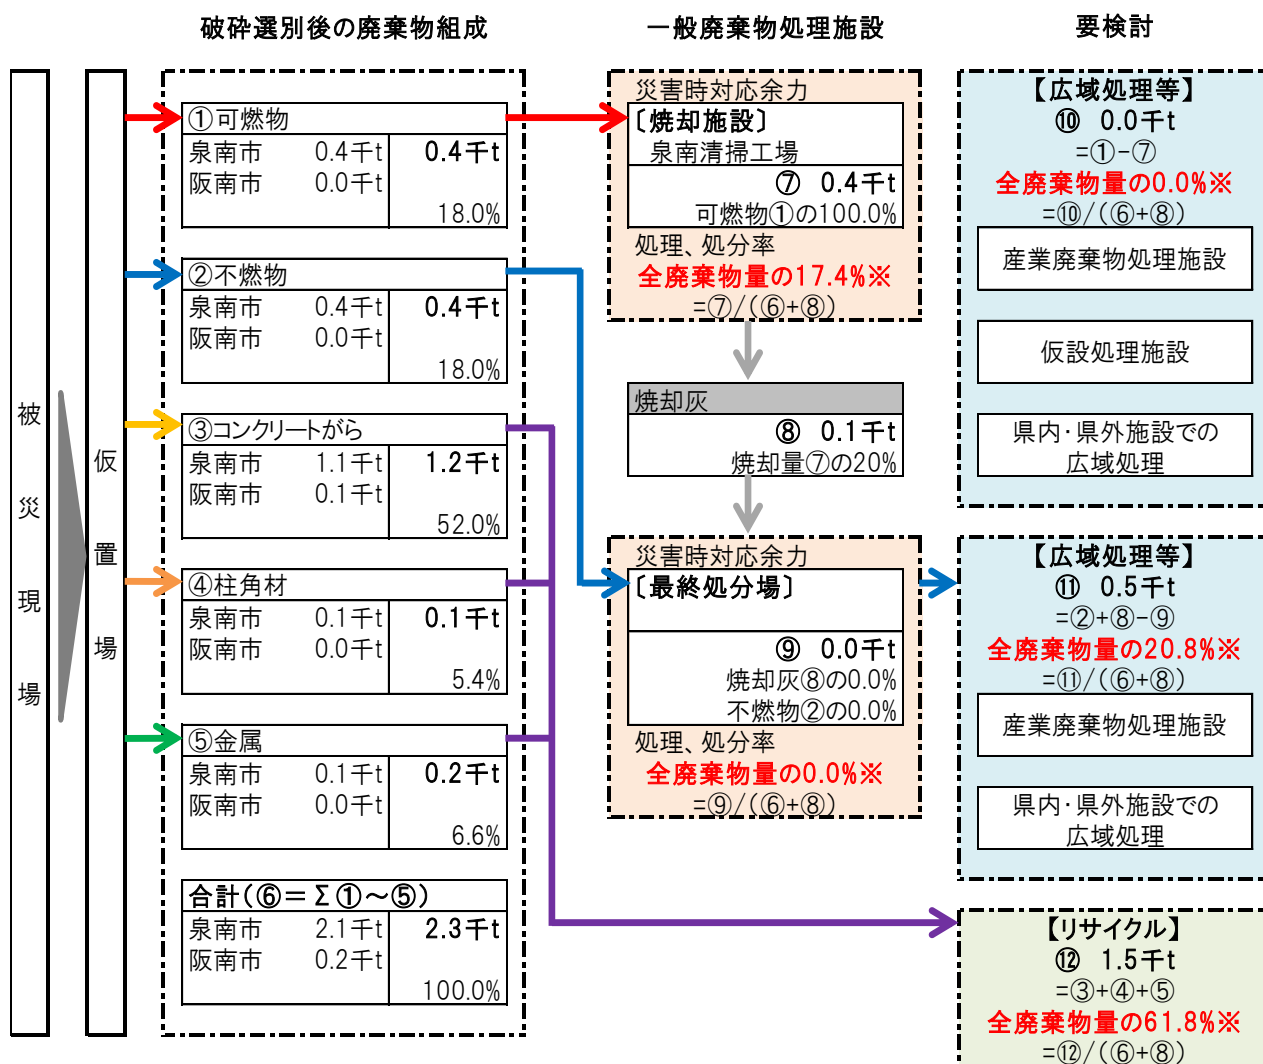 破砕選別後の廃棄物組成
一般廃棄物処理施設
要検討
被災現場
仮置場
①可燃物
泉南市 0.4千t 0.4千t
阪南市 0.0千t
18.0%
②不燃物
泉南市 0.4千t 0.4千t
阪南市 0.0千t
18.0%
③コンクリートがら
泉南市 1.1千t 1.2千t
阪南市 0.1千t
52.0%
④柱角材
泉南市 0.1千t 0.1千t
阪南市 0.0千t
5.4%
⑤金属
泉南市 0.1千t 0.2千t
阪南市 0.0千t
6.6%
合計(⑥=Σ①~⑤)
泉南市 2.1千t 2.3千t
阪南市 0.2千t
100.0%
災害時対応余力
〔焼却施設〕
泉南清掃工場
⑦ 0.4千t
可燃物①の100.0%
処理、処分率
全廃棄物量の17.4%※
=⑦/(⑥+⑧)
焼却灰
⑧ 0.1千t
焼却量⑦の20%
災害時対応余力
〔最終処分場〕
⑨ 0.0千t
焼却灰⑧の0.0%
不燃物②の0.0%
処理、処分率
全廃棄物量の0.0%※
=⑨/(⑥+⑧)
【広域処理等】
⑩ 0.0千t
=①-⑦
全廃棄物量の0.0%※
=⑩/(⑥+⑧)
産業廃棄物処理施設
仮設処理施設
県内・県外施設での
広域処理
【広域処理等】
⑪ 0.5千t
=②+⑧-⑨
全廃棄物量の20.8%※
=⑪/(⑥+⑧)
産業廃棄物処理施設
県内・県外施設での
広域処理
【リサイクル】
⑫ 1.5千t
=③+④+⑤
全廃棄物量の61.8%※
=⑫/(⑥+⑧)